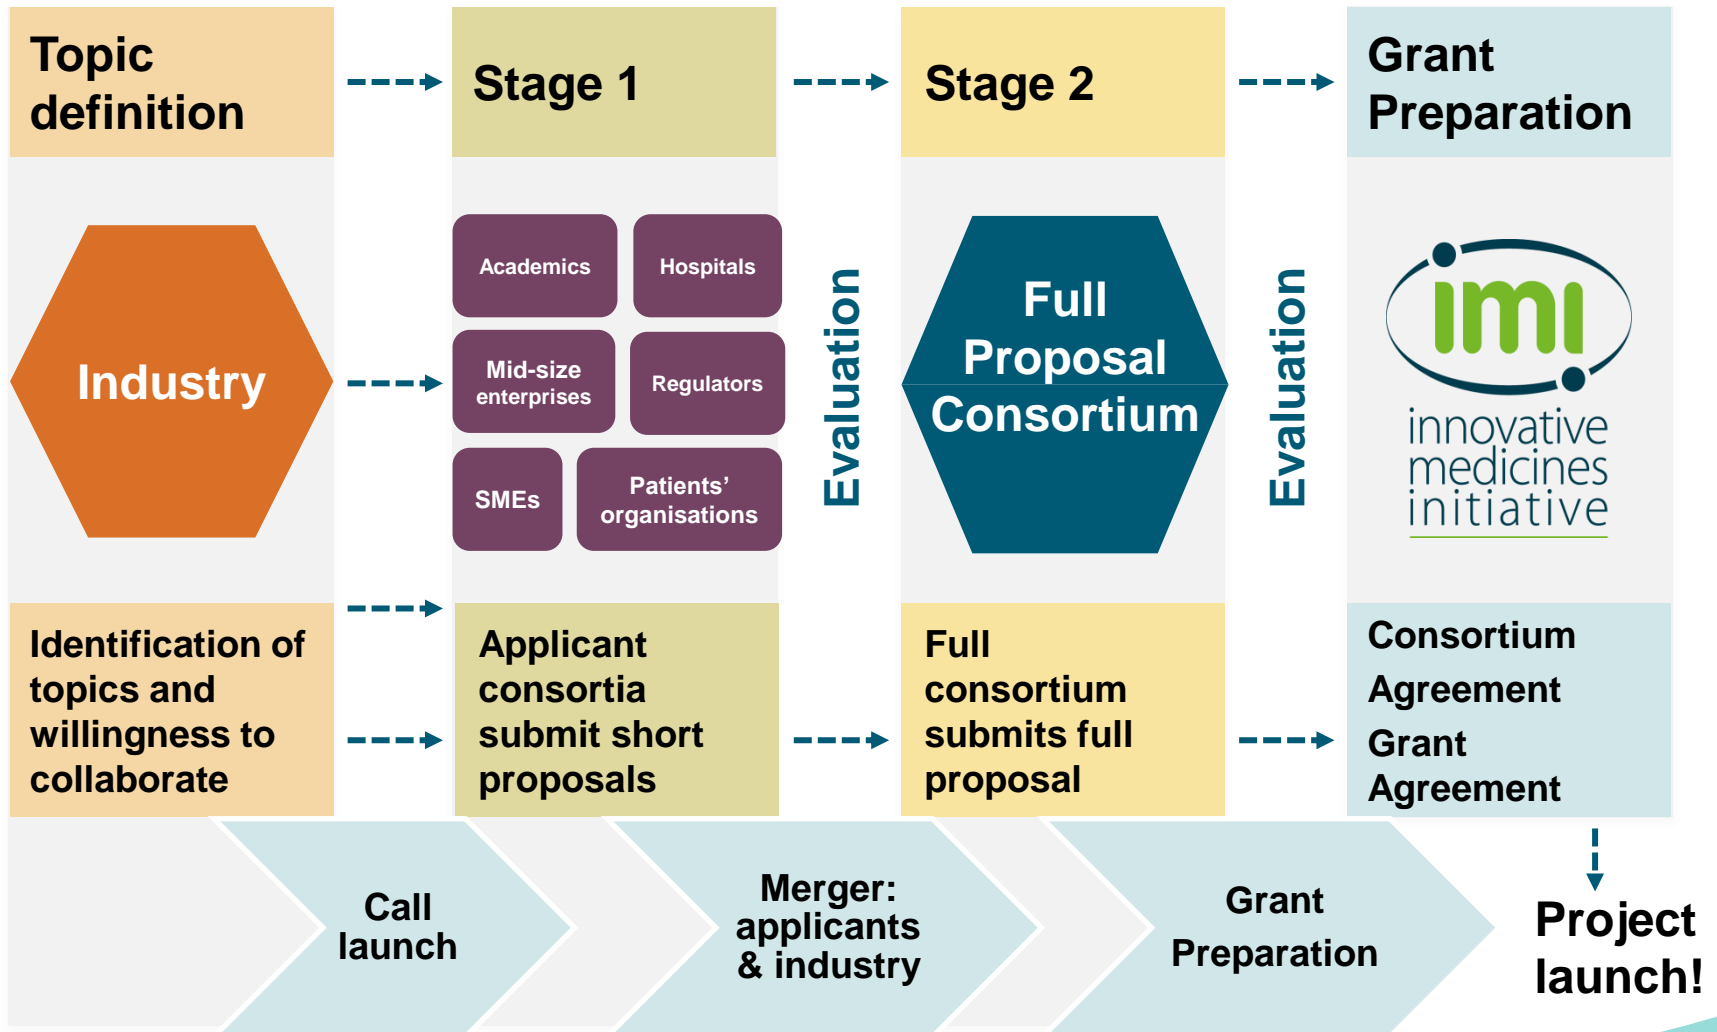 Topic
definition
Stage 1
Stage 2
Grant
Preparation
Industry
Academics
Hospitals
Mid-size
enterprises
Regulators
SMEs
Patients’
organisations
Evaluation
Full
Proposal
Consortium
Evaluation
imi
innovative
medicines
initiative
Identification of
topics and
willingness to
collaborate
Applicant
consortia
submit short
proposals
Full
consortium
submits full
proposal
Consortium
Agreement
Grant
Agreement
Call
launch
Merger:
applicants
& industry
Grant
Preparation
Project
launch!